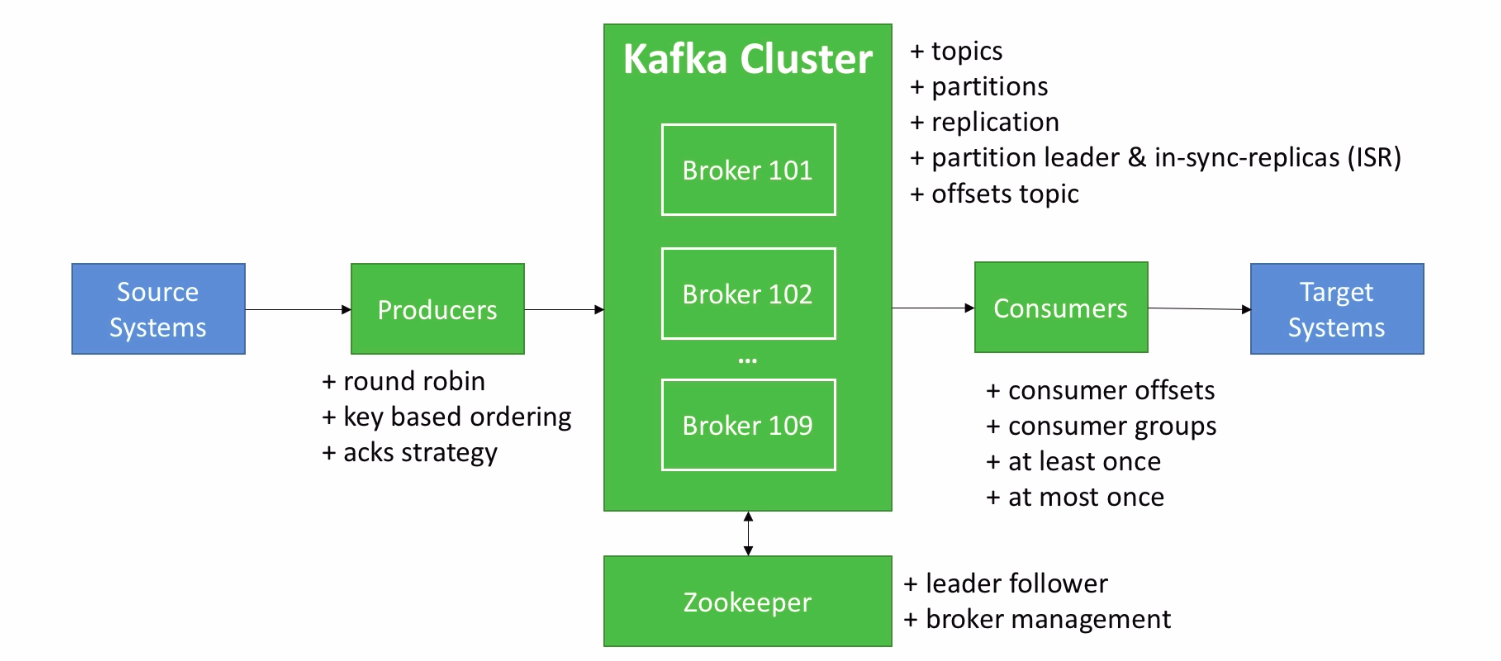 Kafka Cluster
Broker 101
Broker 102
...
Broker 109
+ topics
+ partitions
+ replication
+ partition leader & in-sync-replicas (ISR)
+ offsets topic
Source
Systems
Producers
+ round robin
+ key based ordering
+ acks strategy
Consumers
+ consumer offsets
+ consumer groups
+ at least once
+ at most once
Target
Systems
Zookeeper
+ leader follower
+ broker management